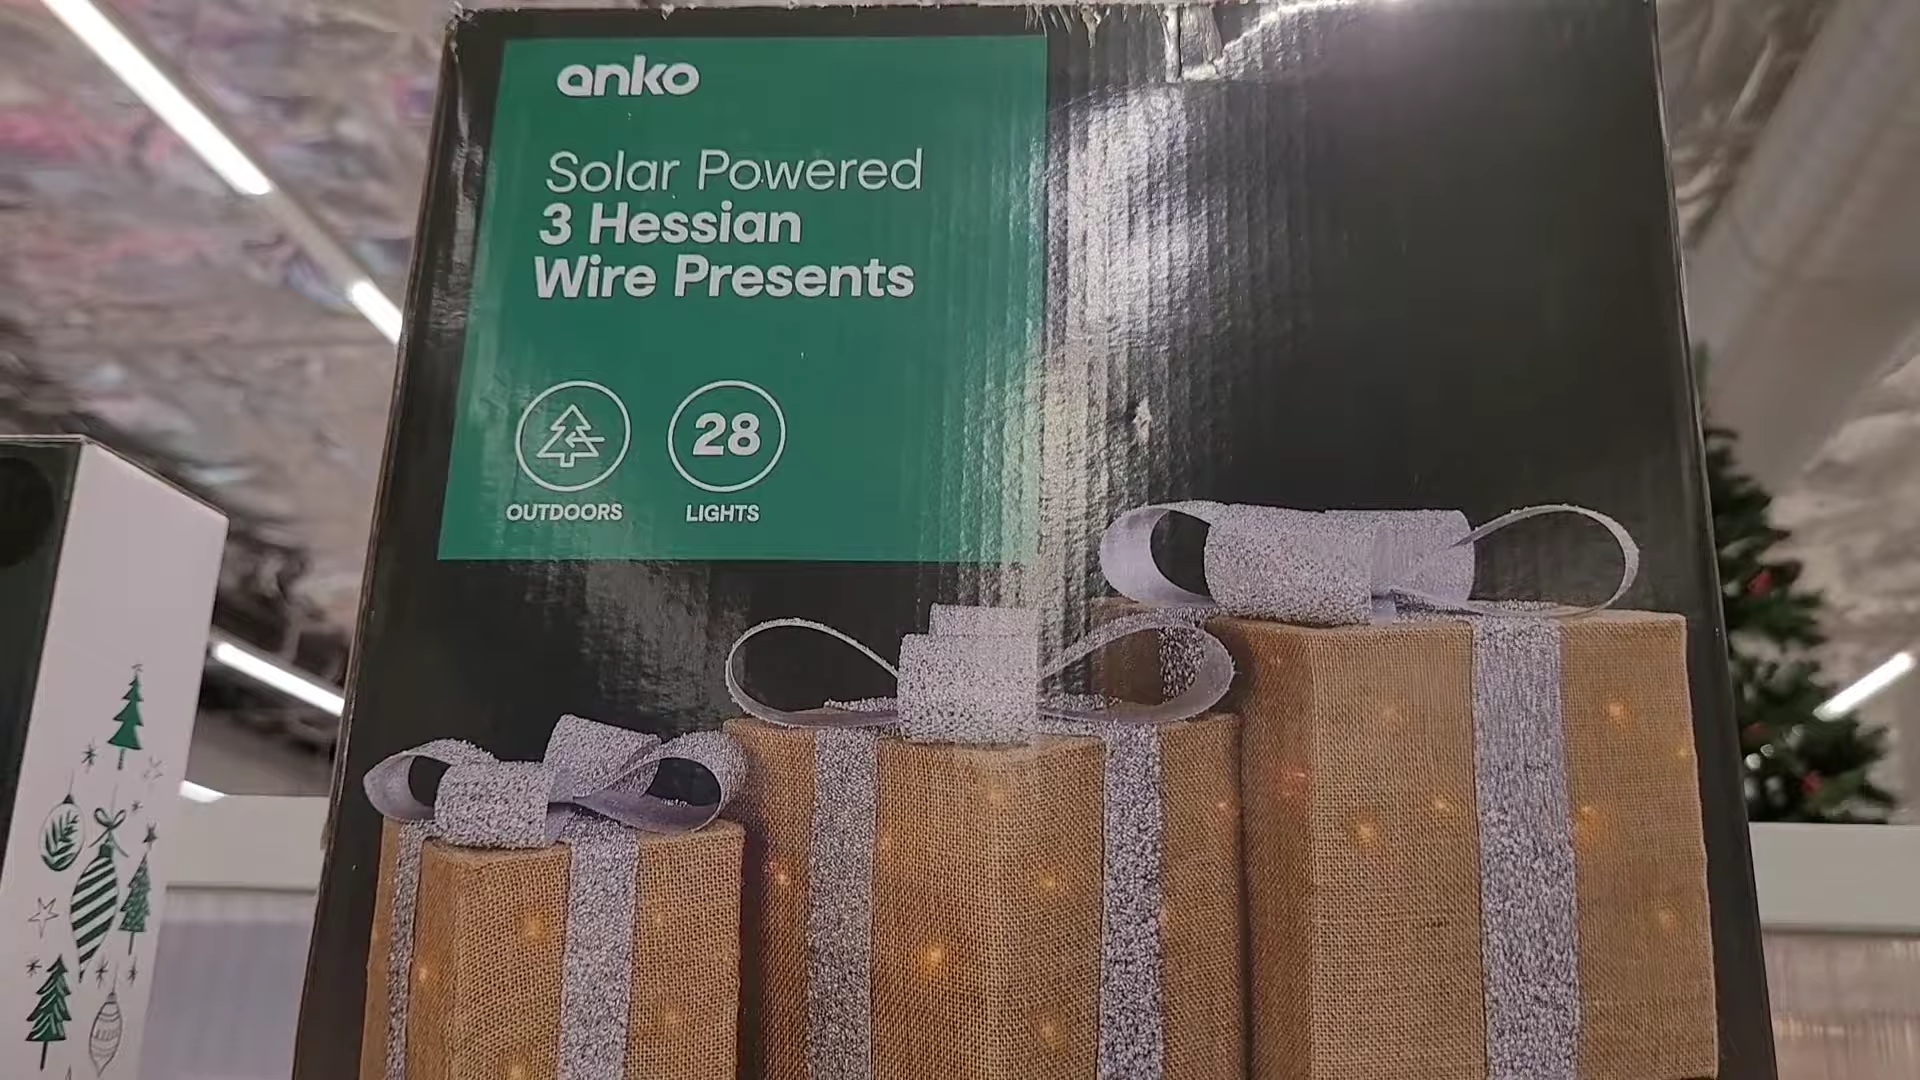 anko
Solar Powered
3 Hessian
Wire Presents
28
OUTDOORS
LIGHTS